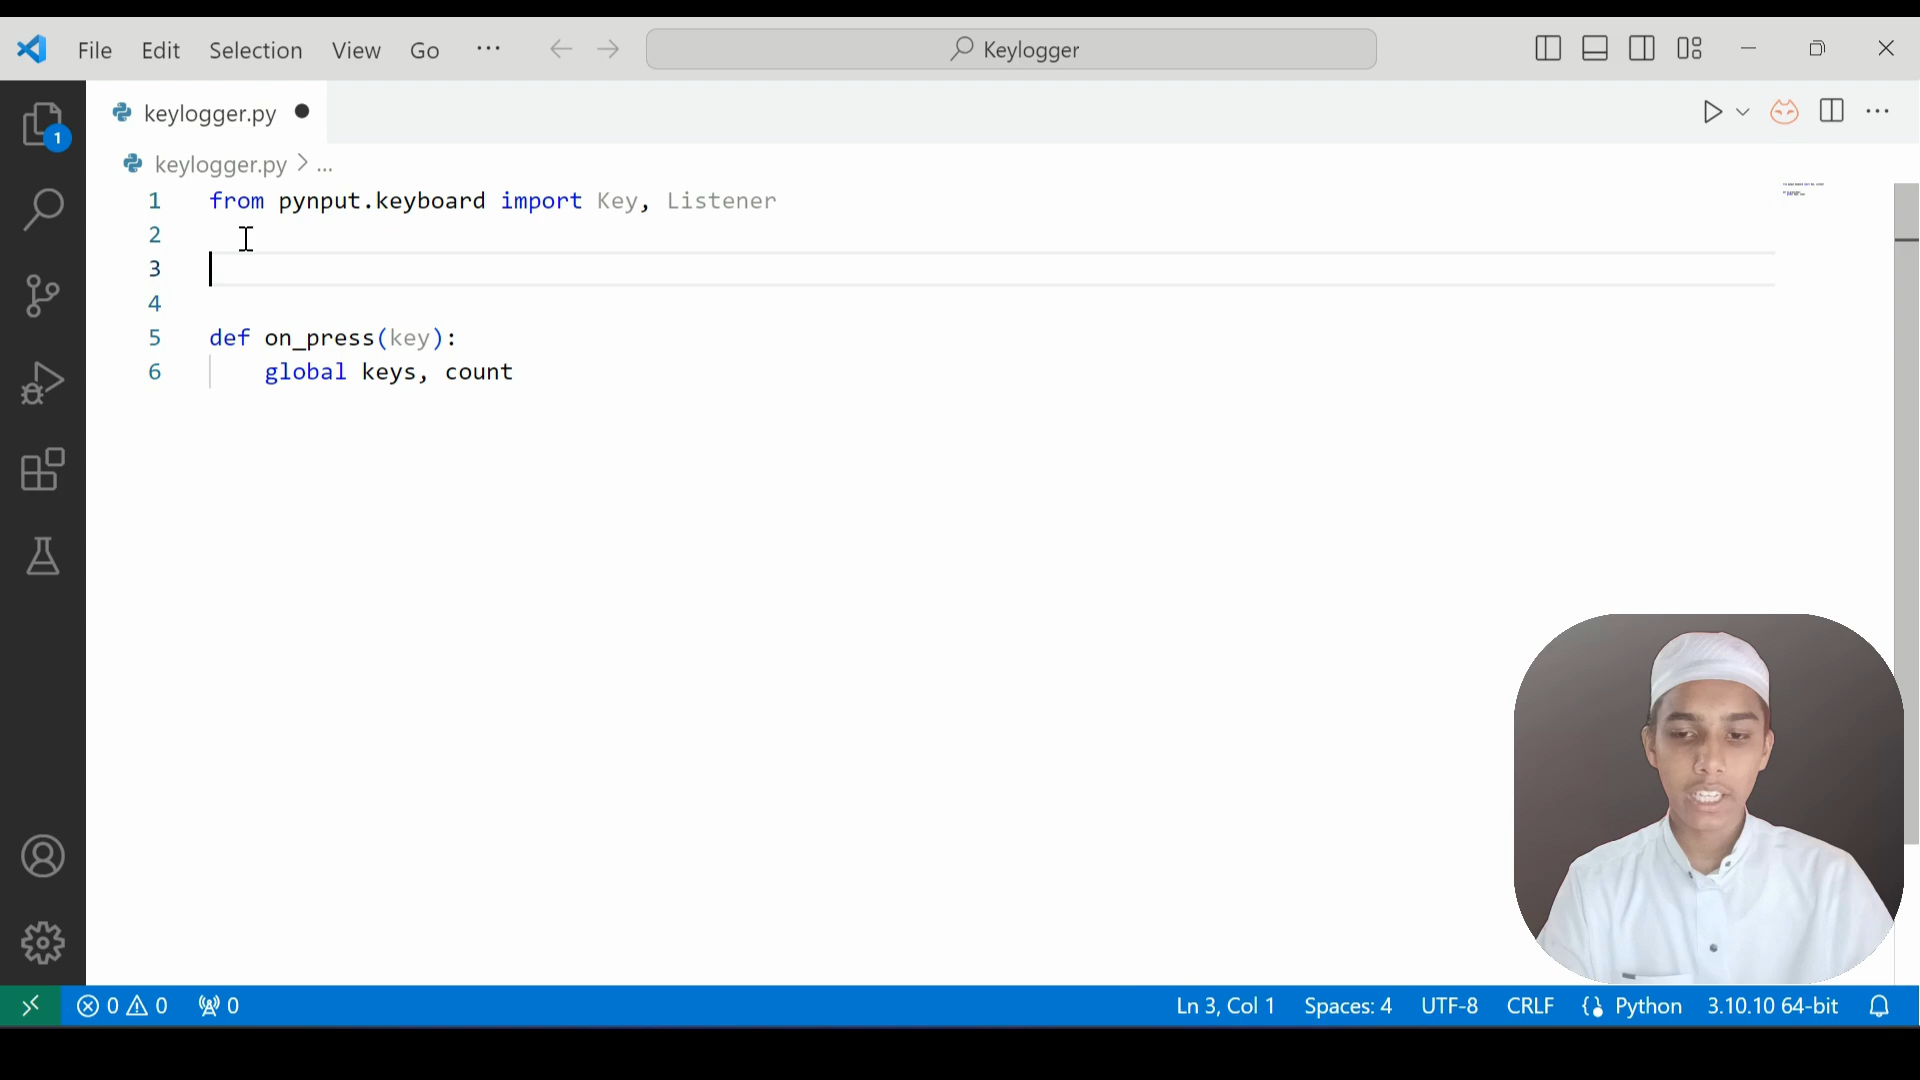 File Edit Selection View Go ··· Keylogger
keylogger.py
keylogger.py > ...
1 from pynput.keyboard import Key, Listener
2
3
4
5 def on_press(key):
6 global keys, count
1
0 0 0 Ln 3, Col 1 Spaces: 4 UTF-8 CRLF Python 3.10.10 64-bit